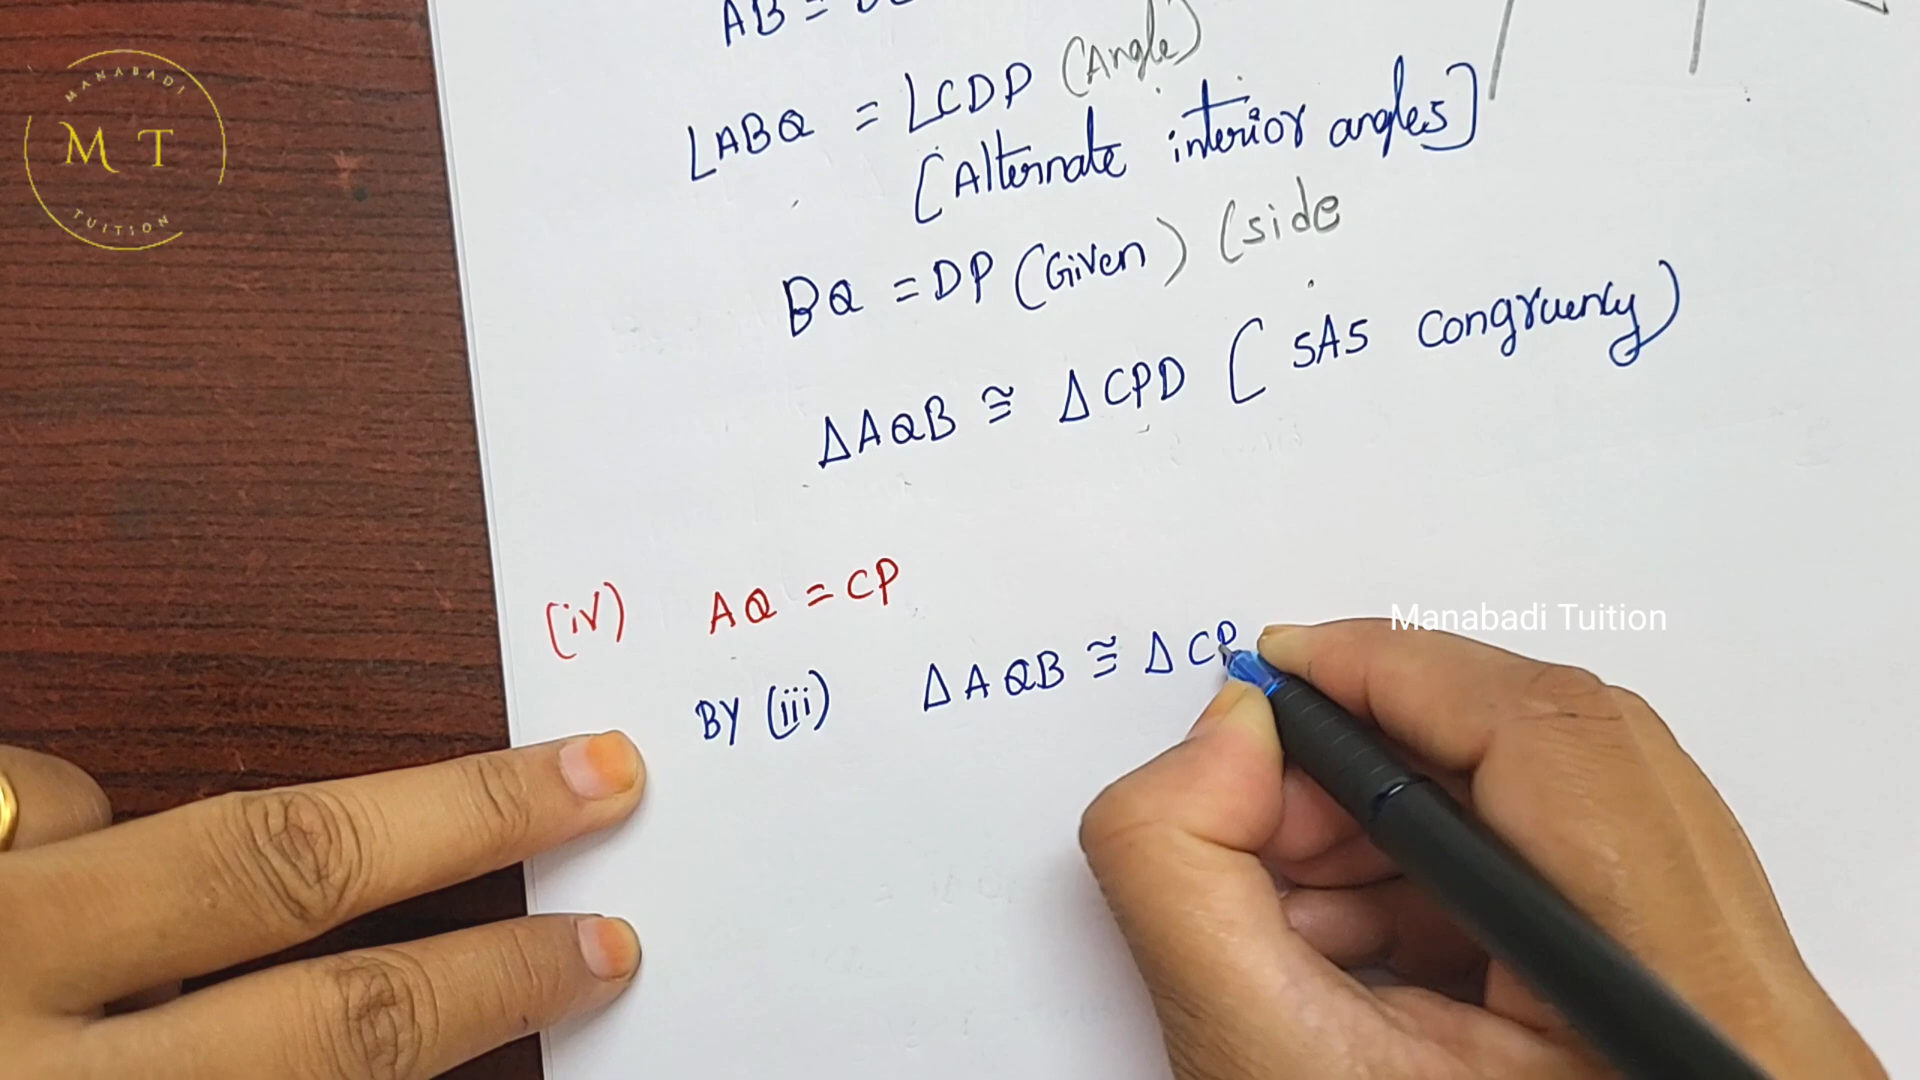 AB =
∠ABQ = ∠CDP (Angle)
[Alternate interior angles]
BQ = DP (Given) (side
ΔAQB ≅ ΔCPD ( SAS congruency)
(iv) AQ = CP
BY (iii) ΔAQB ≅ ΔCP
MANABADI
M T
TUITION
Manabadi Tuition